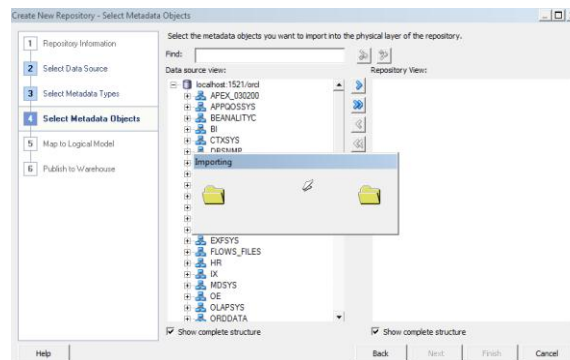 Create New Repository - Select Metadata Objects
1 Repository Information
2 Select Data Source
3 Select Metadata Types
4 Select Metadata Objects
5 Map to Logical Model
6 Publish to Warehouse
Select the metadata objects you want to import into the physical layer of the repository.
Find:
Data source view:
Repository View:
localhost:1521/orcl
APEX_030200
APPQOSSYS
BEANALITYC
BI
CTXSYS
DBSNMP
Importing
EXFSYS
FLOWS_FILES
HR
IX
MDSYS
OE
OLAPSYS
ORDDATA
Show complete structure
Show complete structure
Help
Back
Next
Finish
Cancel